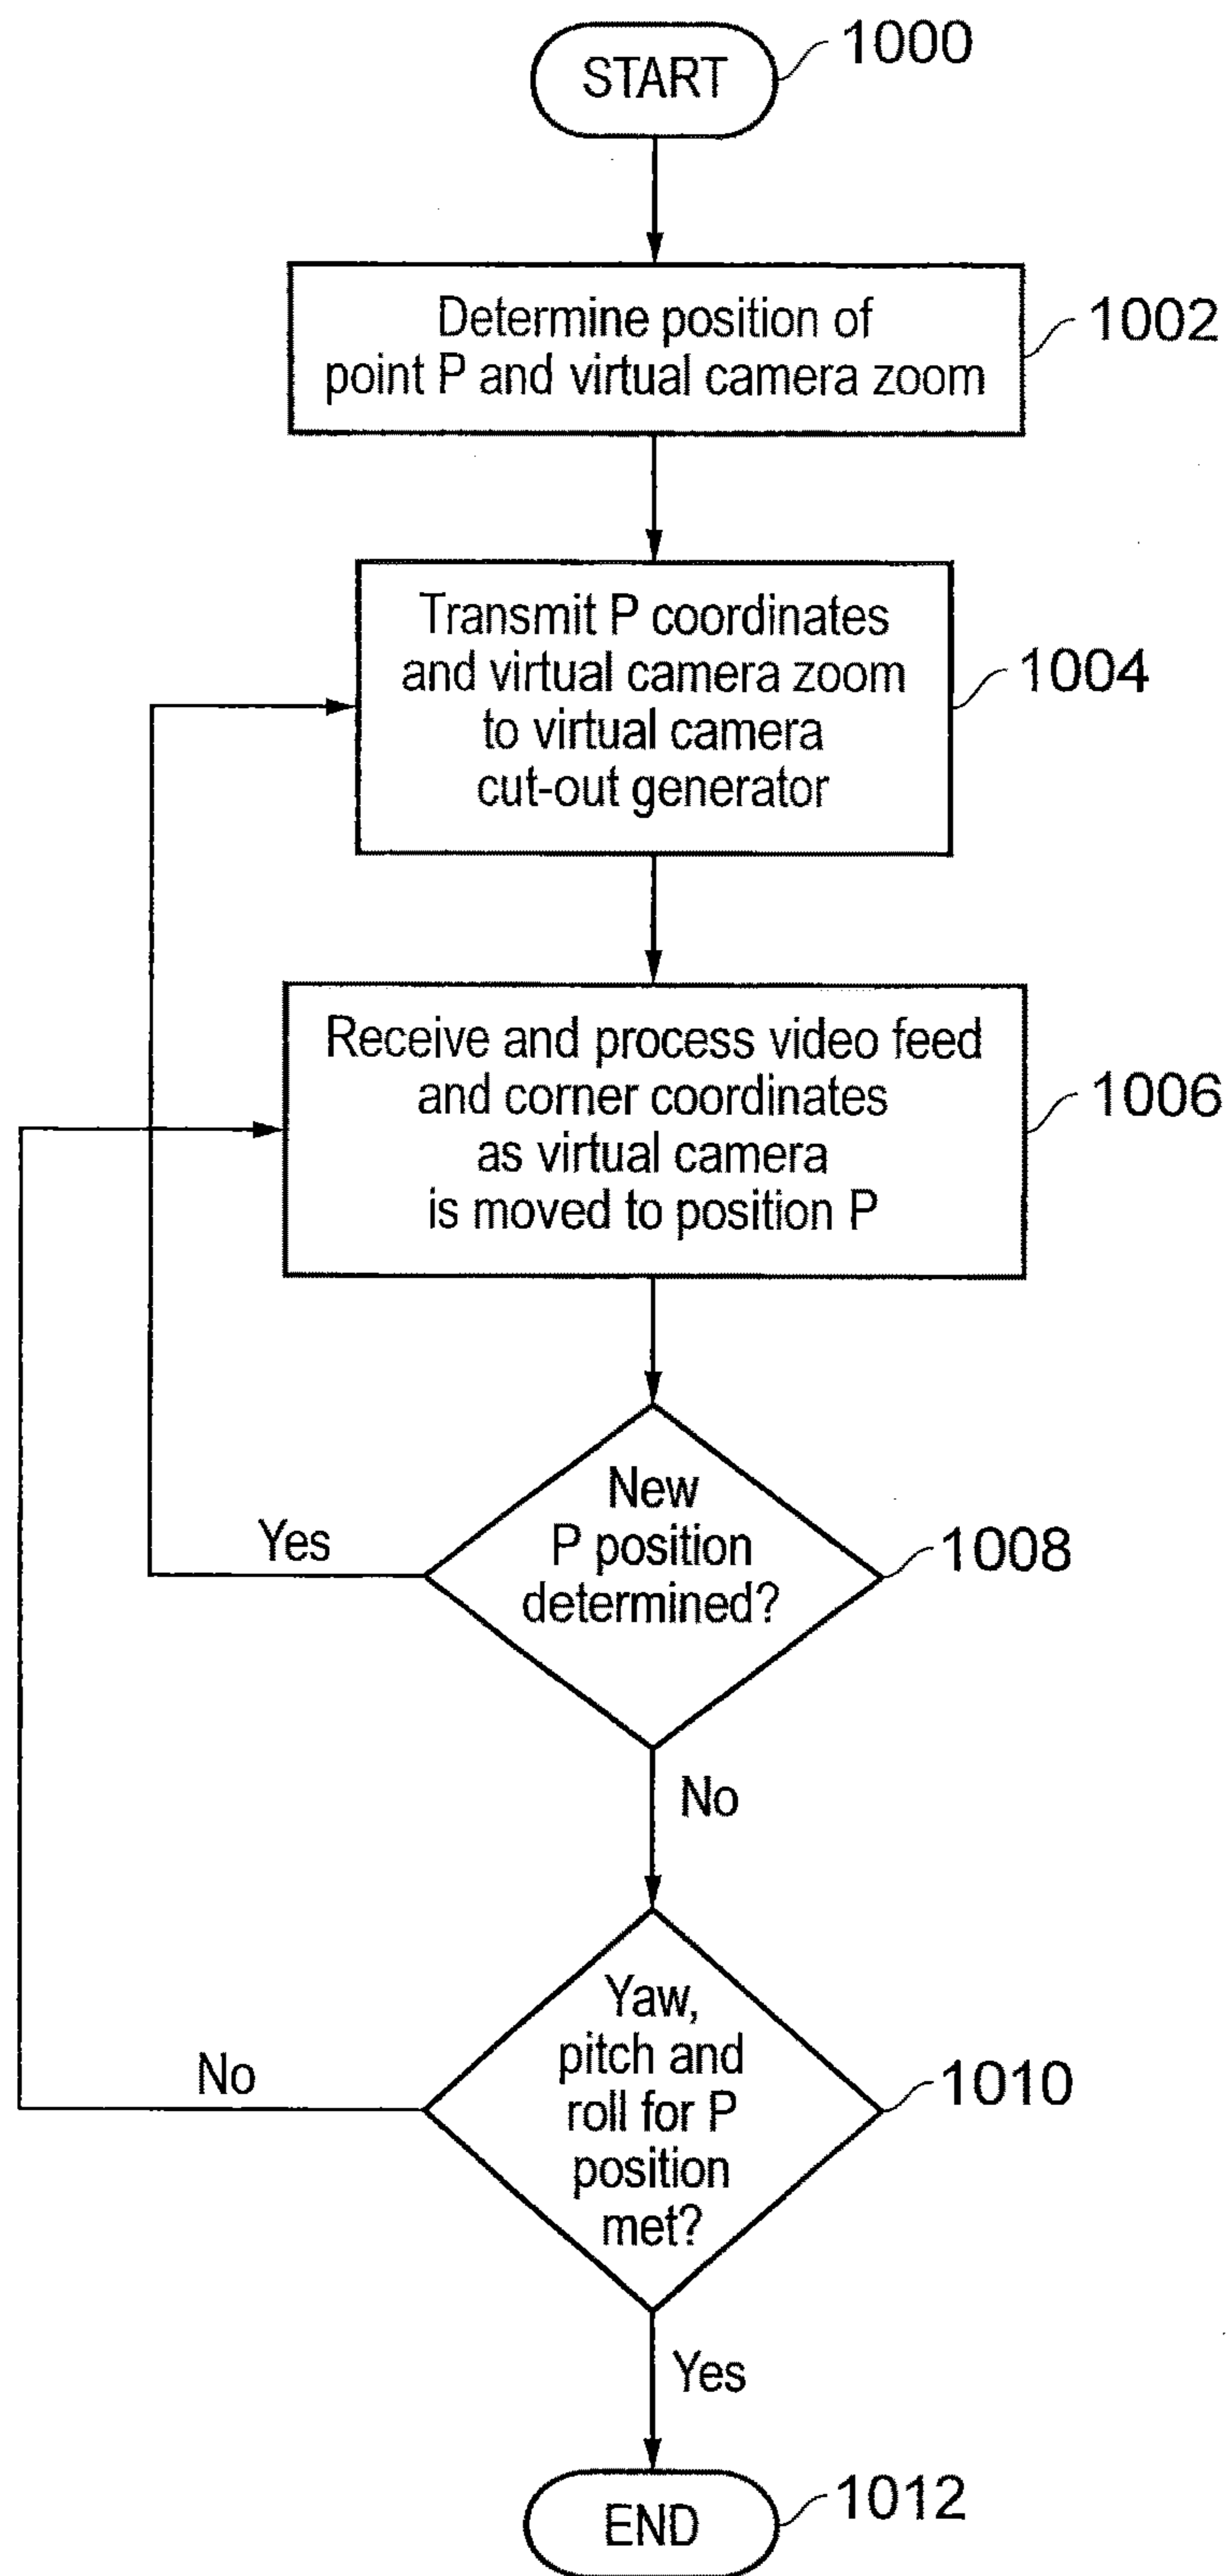 START
1000
Determine position of
point P and virtual camera zoom
1002
Transmit P coordinates
and virtual camera zoom
to virtual camera
cut-out generator
1004
Receive and process video feed
and corner coordinates
as virtual camera
is moved to position P
1006
New
P position
determined?
1008
Yes
No
Yaw,
pitch and
roll for P
position
met?
1010
No
Yes
END
1012